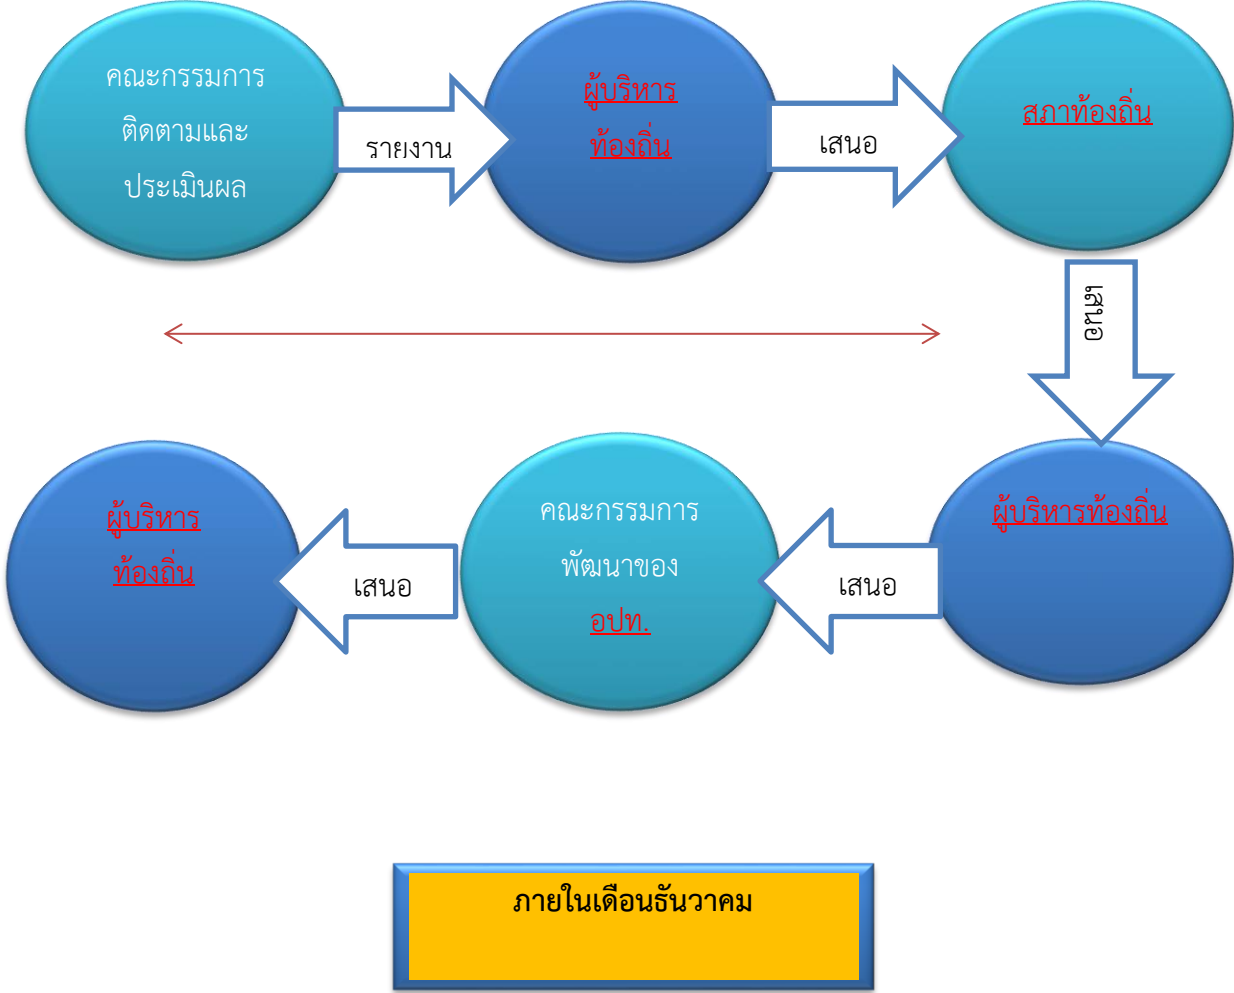 คณะกรรมการ
ติดตามและ
ประเมินผล
รายงาน
ผู้บริหาร
ท้องถิ่น
เสนอ
สภาท้องถิ่น
เสนอ
ผู้บริหารท้องถิ่น
เสนอ
คณะกรรมการ
พัฒนาของ
อปท.
เสนอ
ผู้บริหาร
ท้องถิ่น
ภายในเดือนธันวาคม